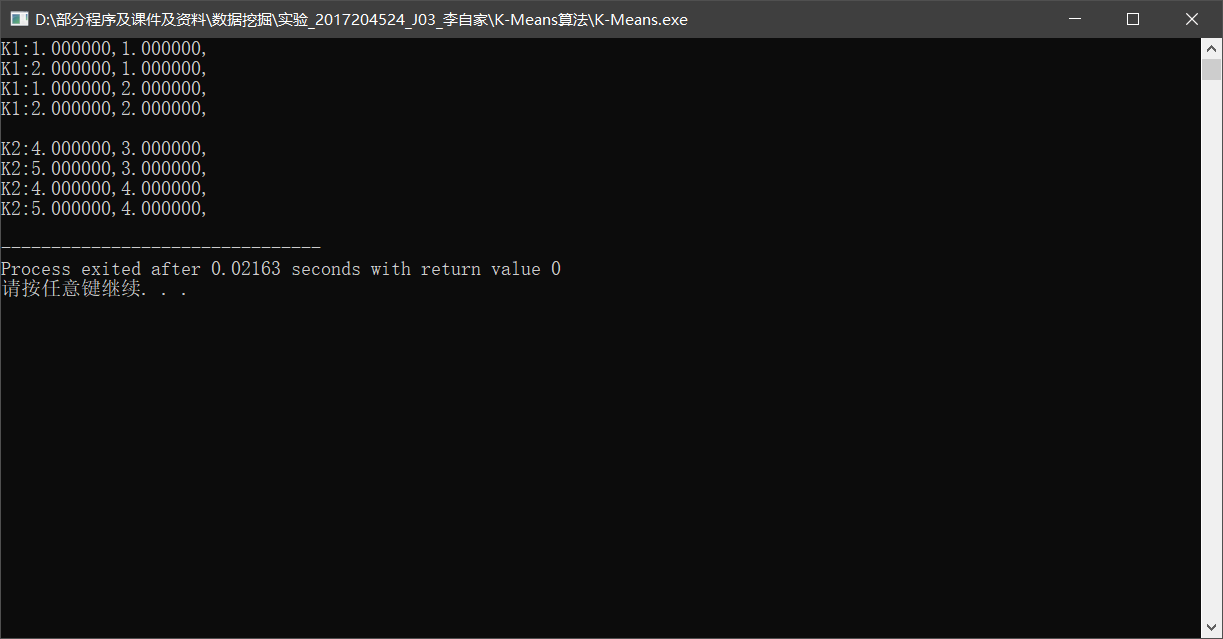 D:\部分程序及课件及资料\数据挖掘\实验_2017204524_J03_李自家\K-Means算法\K-Means.exe
K1:1.000000,1.000000,
K1:2.000000,1.000000,
K1:1.000000,2.000000,
K1:2.000000,2.000000,
K2:4.000000,3.000000,
K2:5.000000,3.000000,
K2:4.000000,4.000000,
K2:5.000000,4.000000,
--------------------------------
Process exited after 0.02163 seconds with return value 0
请按任意键继续. . .